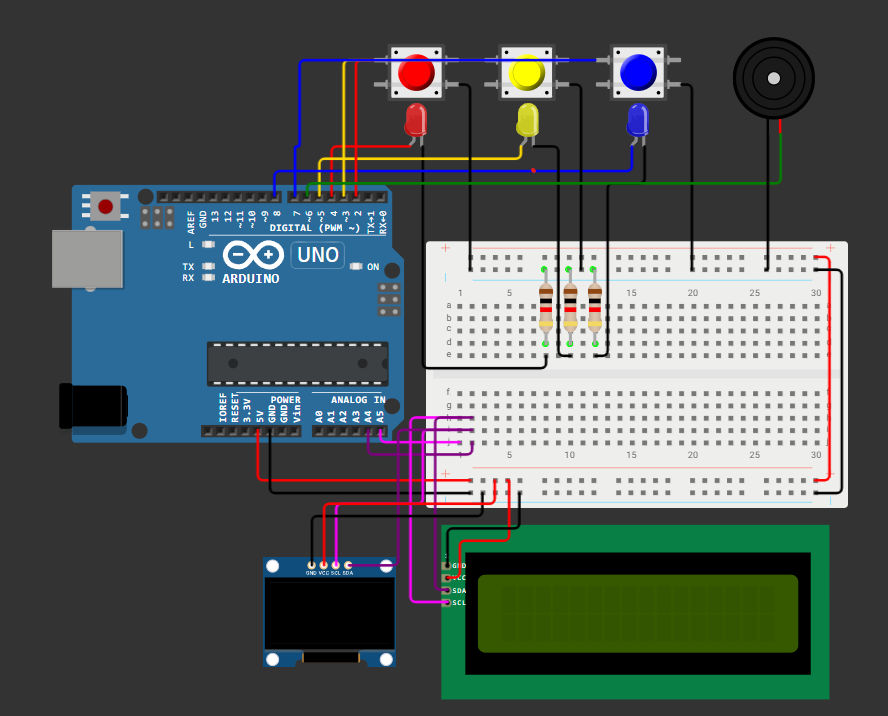 AREF
GND
13
12
~11
~10
~9
8
7
~6
~5
4
~3
2
TX→1
RX←0
DIGITAL (PWM ~)
L
TX
RX
UNO
ON
ARDUINO
IOREF
RESET
3.3V
5V
GND
GND
Vin
POWER
ANALOG IN
A0
A1
A2
A3
A4
A5
1
5
15
20
25
30
a
b
c
d
e
a
b
c
d
e
f
g
f
g
1
5
10
15
20
25
30
GND VCC SCL SDA
GND
VCC
SDA
SCL